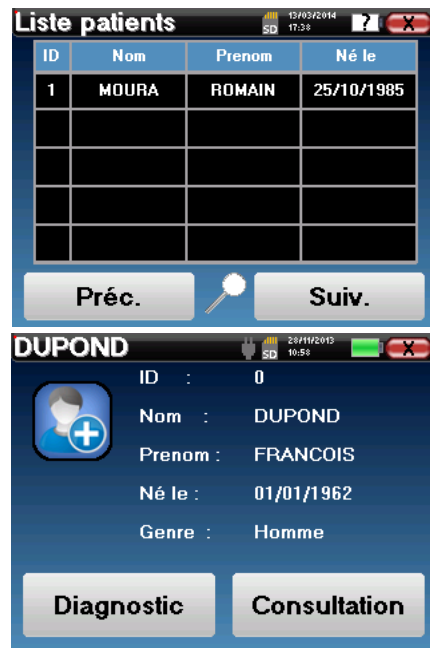 Liste patients SD 13/03/2014 17:38 ? X
ID Nom Prenom Né le
1 MOURA ROMAIN 25/10/1985
Préc. Suiv.
DUPOND SD 28/11/2013 10:58 X
ID : 0
Nom : DUPOND
Prenom : FRANCOIS
Né le : 01/01/1962
Genre : Homme
Diagnostic Consultation